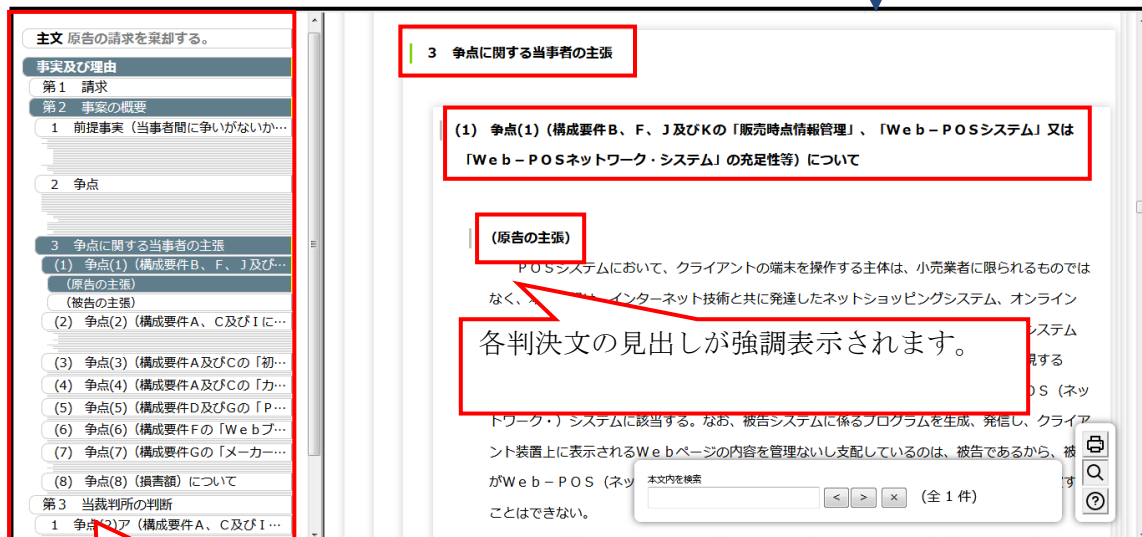 主文 原告の請求を棄却する。
事実及び理由
第1 請求
第2 事案の概要
1 前提事実（当事者間に争いがないか…
2 争点
3 争点に関する当事者の主張
(1) 争点(1)（構成要件Ｂ、Ｆ、Ｊ及び…
（原告の主張）
（被告の主張）
(2) 争点(2)（構成要件Ａ、Ｃ及びＩに…
(3) 争点(3)（構成要件Ａ及びＣの「初…
(4) 争点(4)（構成要件Ａ及びＣの「カ…
(5) 争点(5)（構成要件Ｄ及びＧの「Ｐ…
(6) 争点(6)（構成要件Ｆの「Ｗｅｂブ…
(7) 争点(7)（構成要件Ｇの「メーカー…
(8) 争点(8)（損害額）について
第3 当裁判所の判断
1 争点(2)ア（構成要件Ａ、Ｃ及びＩ…
3 争点に関する当事者の主張
(1) 争点(1)（構成要件Ｂ、Ｆ、Ｊ及びＫの「販売時点情報管理」、「Ｗｅｂ－ＰＯＳシステム」又は
「Ｗｅｂ－ＰＯＳネットワーク・システム」の充足性等）について
（原告の主張）
ＰＯＳシステムにおいて、クライアントの端末を操作する主体は、小売業者に限られるものでは
なく、インターネット技術と共に発達したネットショッピングシステム、オンライン
システム
各判決文の見出しが強調表示されます。
現する
ＯＳ（ネッ
トワーク・）システムに該当する。なお、被告システムに係るプログラムを生成、発信し、クライア
ント装置上に表示されるＷｅｂページの内容を管理ないし支配しているのは、被告であるから、被
がＷｅｂ－ＰＯＳ（ネッ
す
ことはできない。
本文内を検索
< > × (全 1 件)